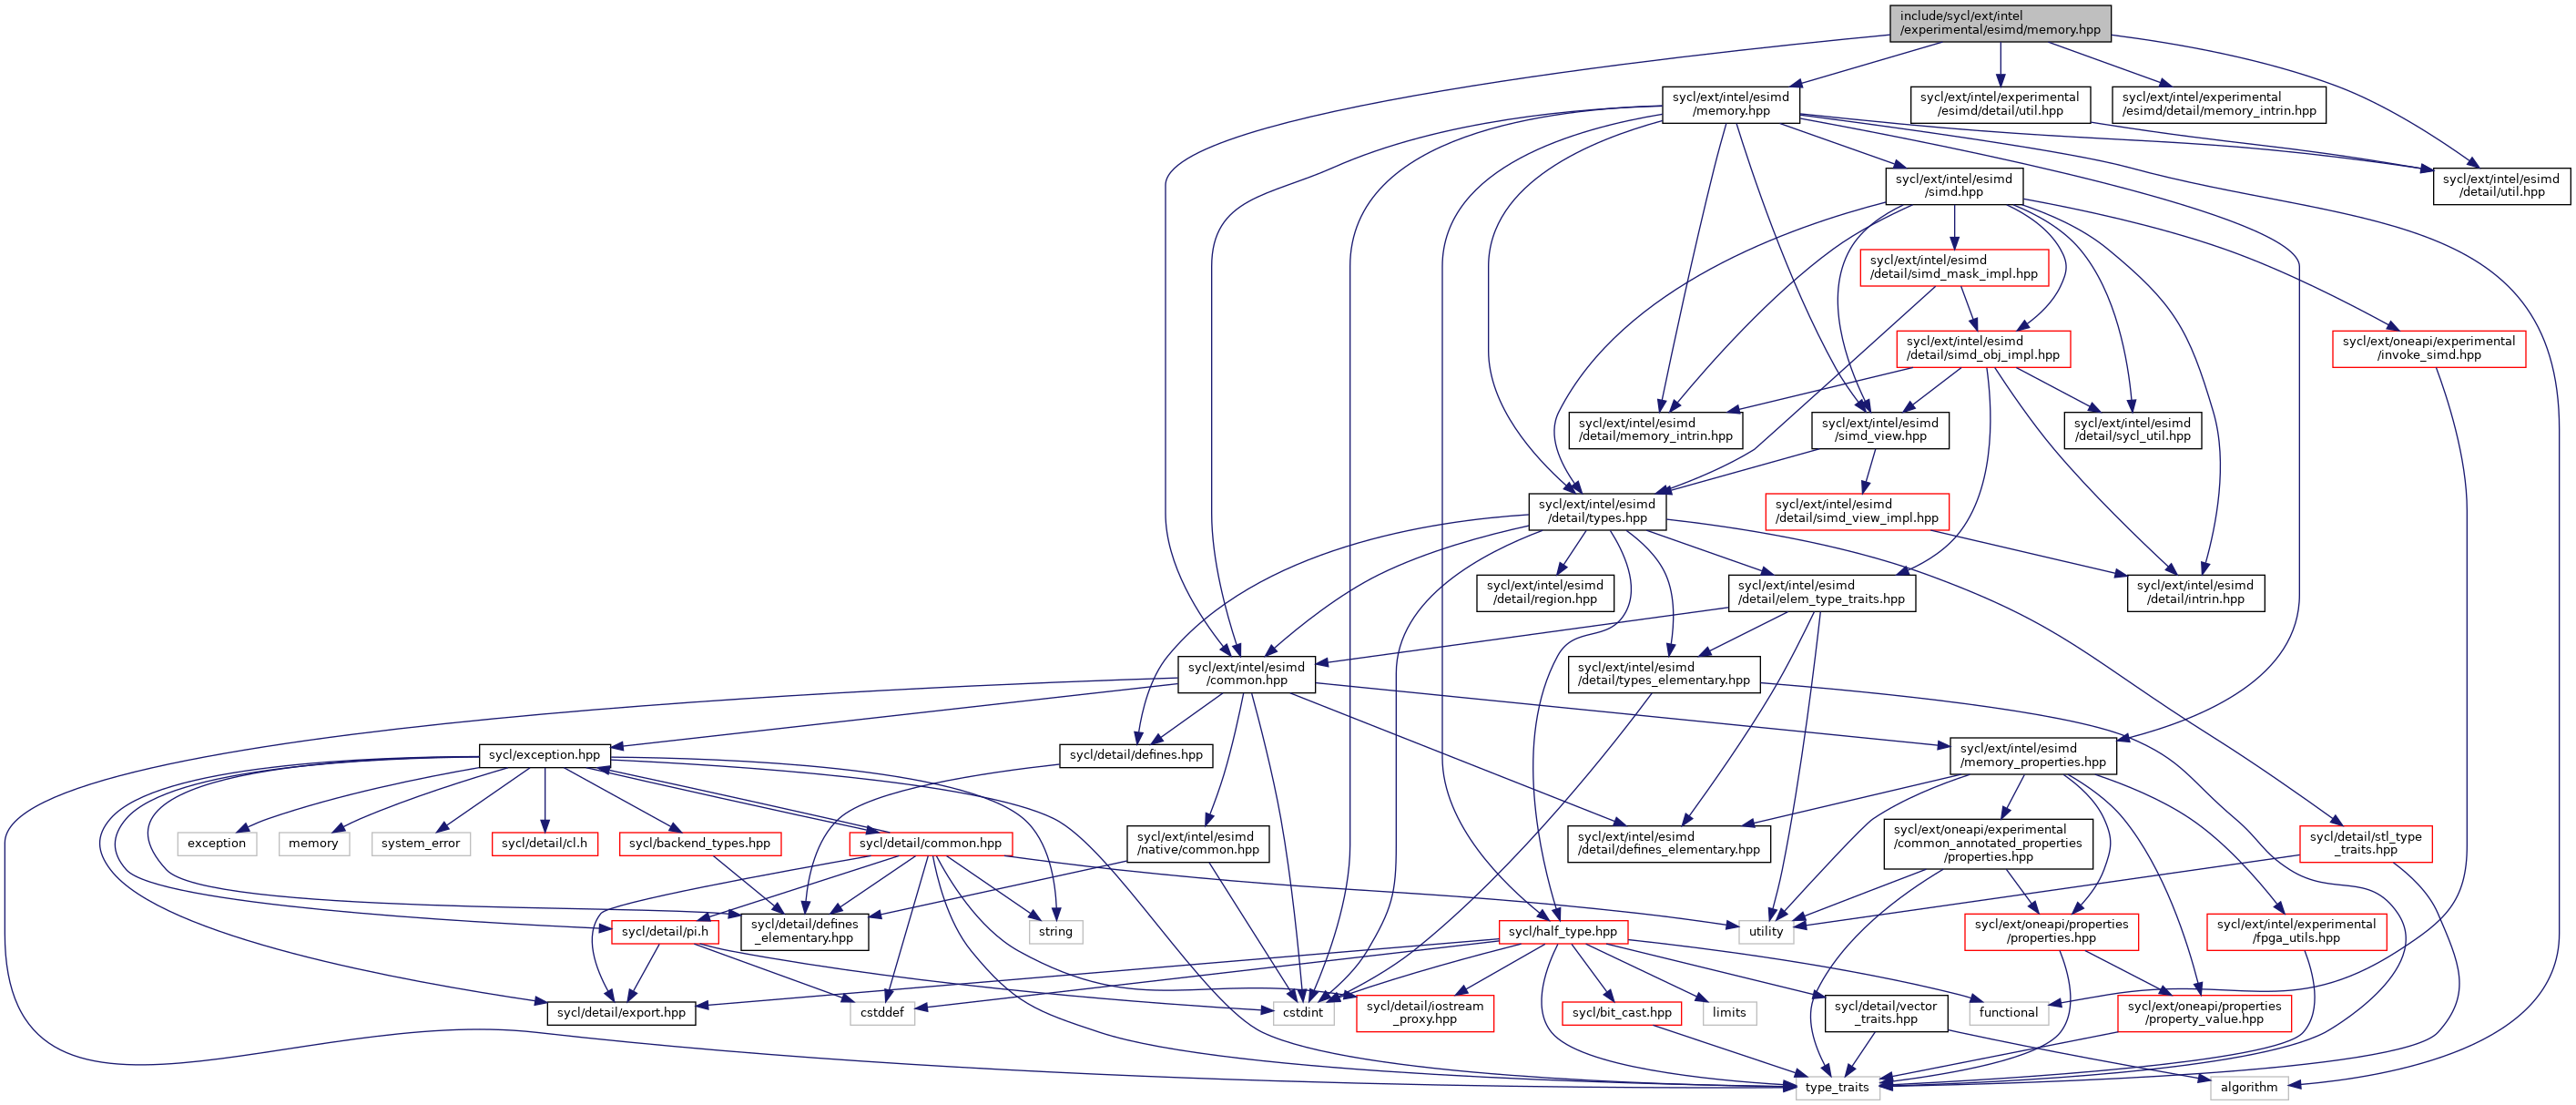 include/sycl/ext/intel
/experimental/esimd/memory.hpp
sycl/ext/intel/esimd
/memory.hpp
sycl/ext/intel/experimental
/esimd/detail/util.hpp
sycl/ext/intel/experimental
/esimd/detail/memory_intrin.hpp
sycl/ext/intel/esimd
/simd.hpp
sycl/ext/intel/esimd
/detail/util.hpp
sycl/ext/intel/esimd
/detail/simd_mask_impl.hpp
sycl/ext/intel/esimd
/detail/simd_obj_impl.hpp
sycl/ext/oneapi/experimental
/invoke_simd.hpp
sycl/ext/intel/esimd
/detail/memory_intrin.hpp
sycl/ext/intel/esimd
/simd_view.hpp
sycl/ext/intel/esimd
/detail/sycl_util.hpp
sycl/ext/intel/esimd
/detail/types.hpp
sycl/ext/intel/esimd
/detail/simd_view_impl.hpp
sycl/ext/intel/esimd
/detail/region.hpp
sycl/ext/intel/esimd
/detail/elem_type_traits.hpp
sycl/ext/intel/esimd
/detail/intrin.hpp
sycl/ext/intel/esimd
/common.hpp
sycl/ext/intel/esimd
/detail/types_elementary.hpp
sycl/exception.hpp
sycl/detail/defines.hpp
sycl/ext/intel/esimd
/memory_properties.hpp
exception
memory
system_error
sycl/detail/cl.h
sycl/backend_types.hpp
sycl/detail/common.hpp
sycl/ext/intel/esimd
/native/common.hpp
sycl/ext/intel/esimd
/detail/defines_elementary.hpp
sycl/ext/oneapi/experimental
/common_annotated_properties
/properties.hpp
sycl/detail/stl_type
_traits.hpp
sycl/detail/pi.h
sycl/detail/defines
_elementary.hpp
string
sycl/half_type.hpp
utility
sycl/ext/oneapi/properties
/properties.hpp
sycl/ext/intel/experimental
/fpga_utils.hpp
sycl/detail/export.hpp
cstddef
cstdint
sycl/detail/iostream
_proxy.hpp
sycl/bit_cast.hpp
limits
sycl/detail/vector
_traits.hpp
functional
sycl/ext/oneapi/properties
/property_value.hpp
type_traits
algorithm